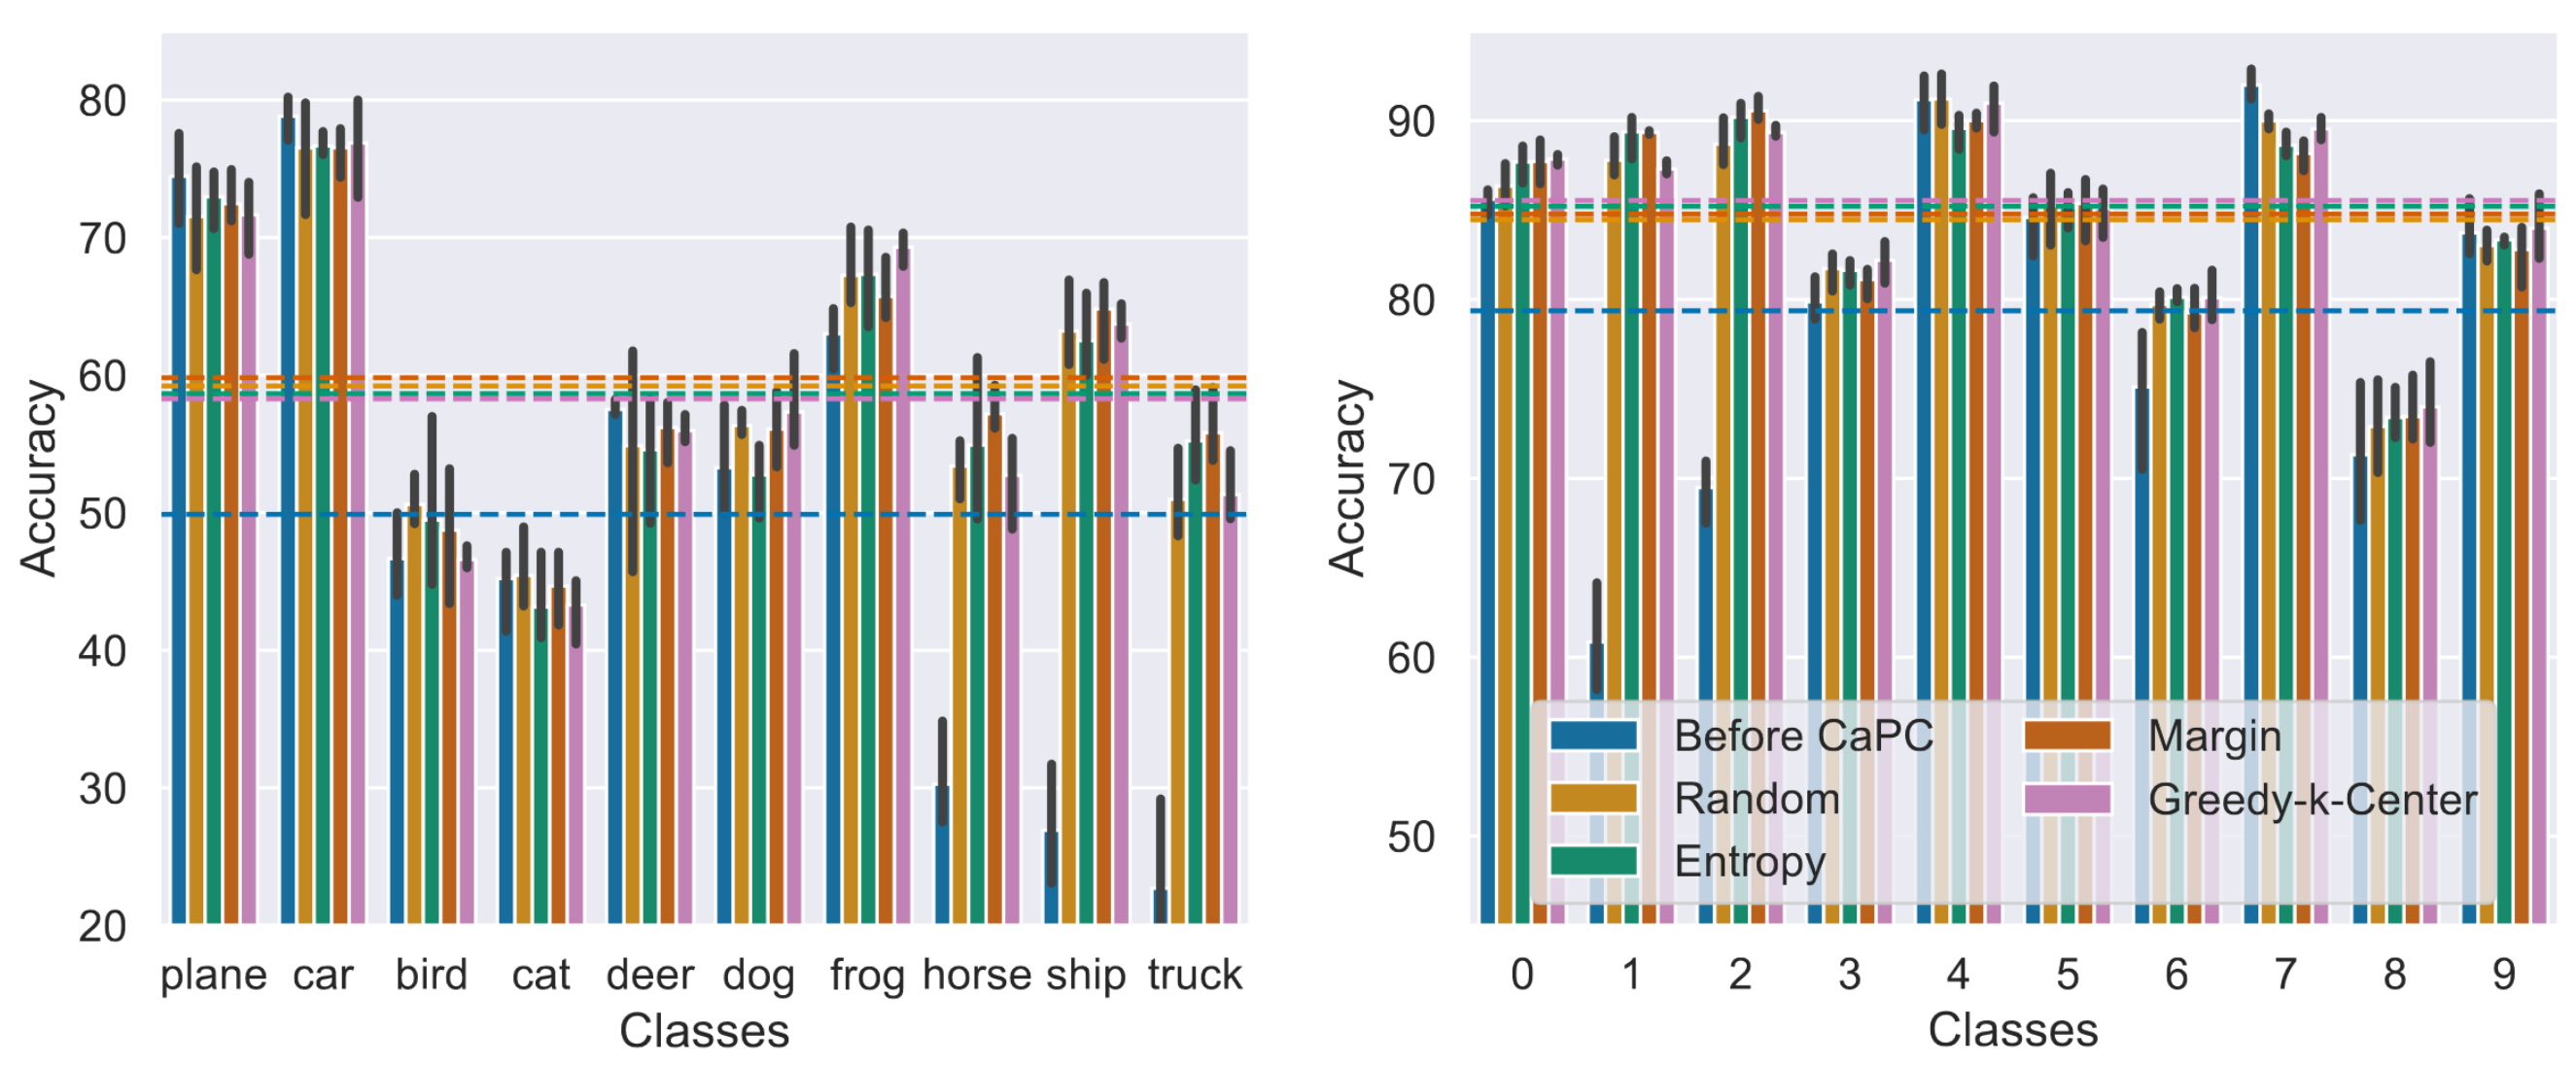 Accuracy
80
70
60
50
40
30
20
plane car bird cat deer dog frog horse ship truck
Classes
Accuracy
90
80
70
60
50
0 1 2 3 4 5 6 7 8 9
Classes
Before CaPC
Random
Entropy
Margin
Greedy-k-Center